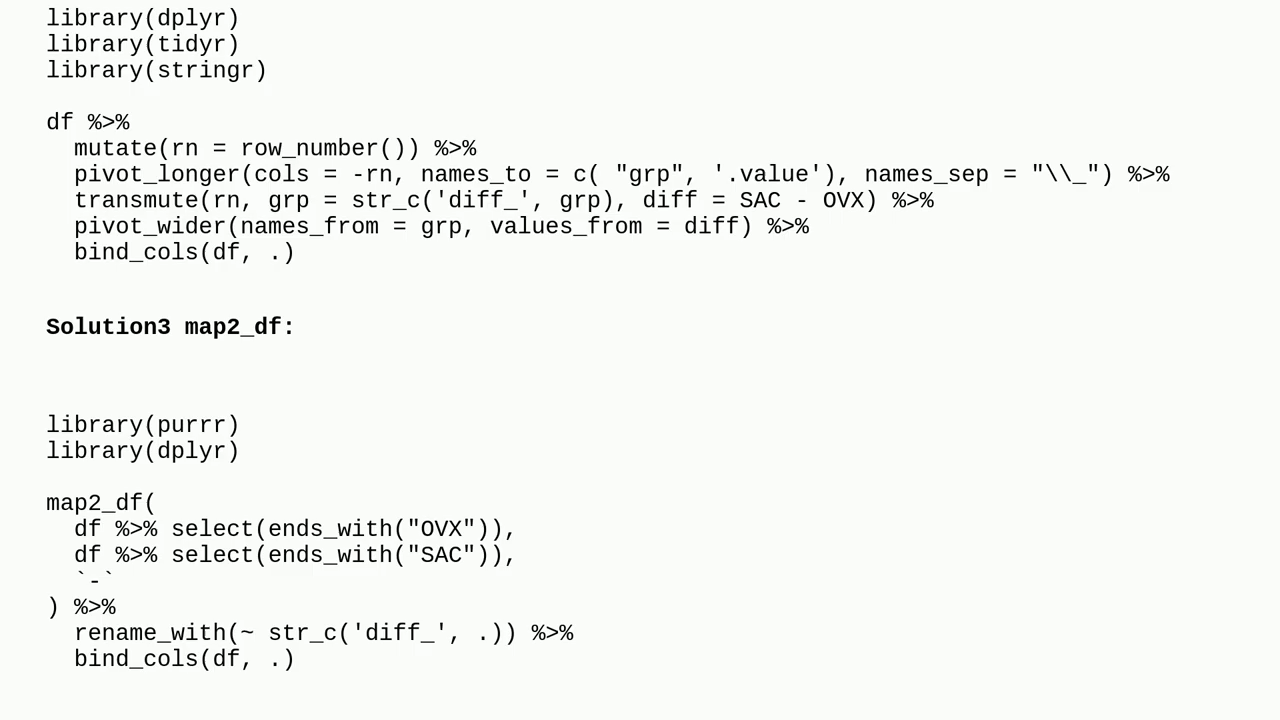 library(dplyr)
library(tidyr)
library(stringr)
df %>%
  mutate(rn = row_number()) %>%
  pivot_longer(cols = -rn, names_to = c( "grp", '.value'), names_sep = "\\_") %>%
  transmute(rn, grp = str_c('diff_', grp), diff = SAC - OVX) %>%
  pivot_wider(names_from = grp, values_from = diff) %>%
  bind_cols(df, .)
Solution3 map2_df:
library(purrr)
library(dplyr)
map2_df(
  df %>% select(ends_with("OVX")),
  df %>% select(ends_with("SAC")),
  `-`
) %>%
  rename_with(~ str_c('diff_', .)) %>%
  bind_cols(df, .)